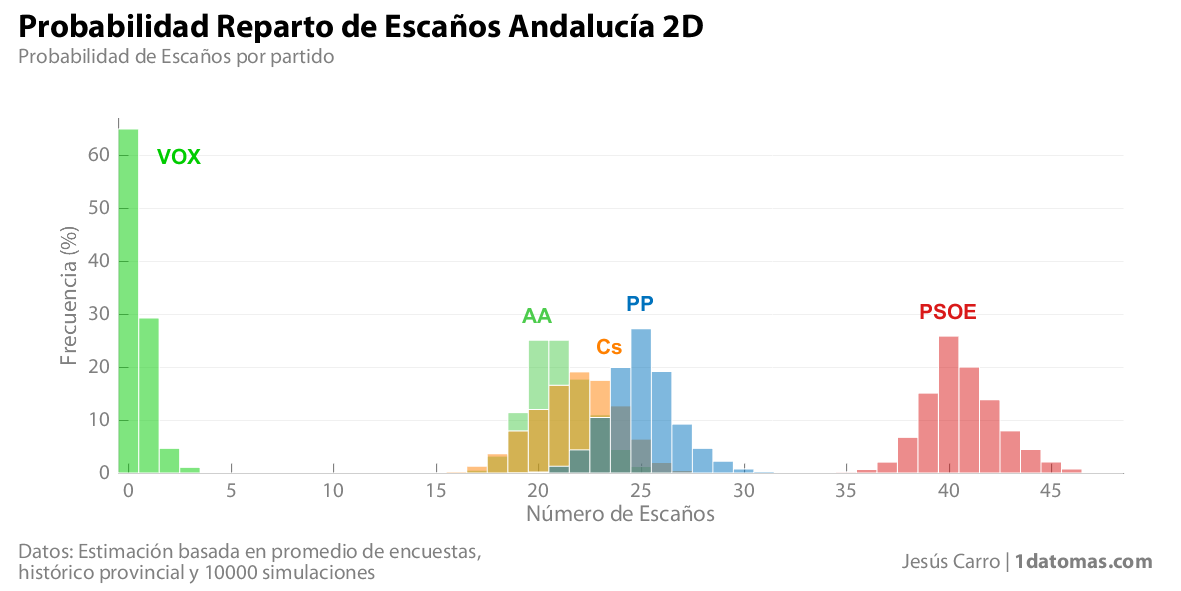 Probabilidad Reparto de Escaños Andalucía 2D
Probabilidad de Escaños por partido
Frecuencia (%)
60
50
40
30
20
10
0
VOX
AA
Cs
PP
PSOE
0 5 10 15 20 25 30 35 40 45
Número de Escaños
Datos: Estimación basada en promedio de encuestas,
histórico provincial y 10000 simulaciones
Jesús Carro | 1datomas.com